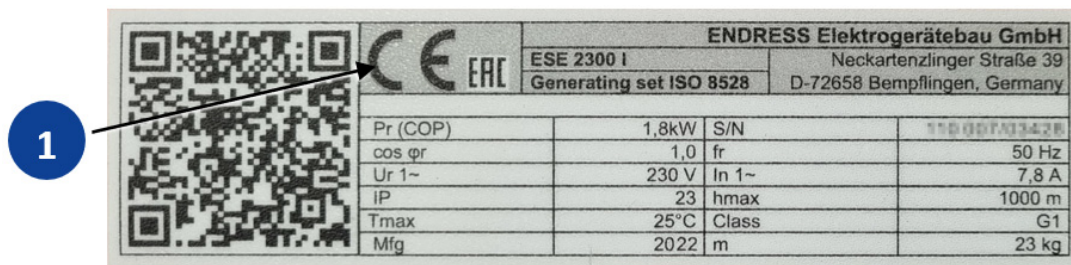 1
CE EAC
ENDRESS Elektrogerätebau GmbH
ESE 2300 I Neckartenzlinger Straße 39
Generating set ISO 8528 D-72658 Bempflingen, Germany
Pr (COP) 1,8kW S/N
cos φr 1,0 fr 50 Hz
Ur 1~ 230 V In 1~ 7,8 A
IP 23 hmax 1000 m
Tmax 25°C Class G1
Mfg 2022 m 23 kg